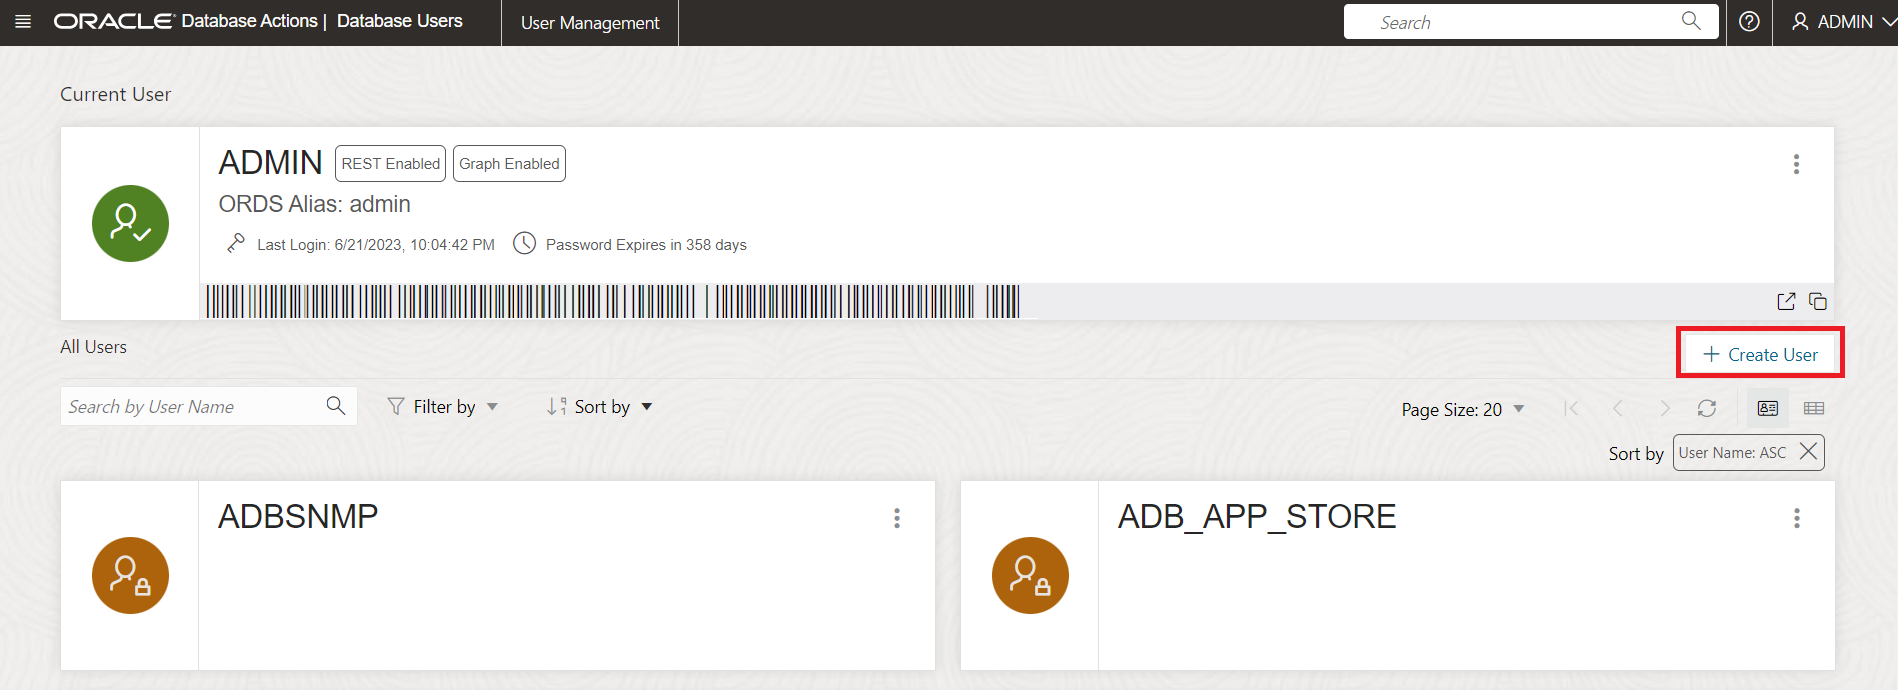 ORACLE Database Actions | Database Users User Management Search ADMIN
Current User
ADMIN REST Enabled Graph Enabled
ORDS Alias: admin
Last Login: 6/21/2023, 10:04:42 PM Password Expires in 358 days
All Users
+ Create User
Search by User Name Filter by Sort by Page Size: 20
Sort by User Name: ASC
ADBSNMP ADB_APP_STORE